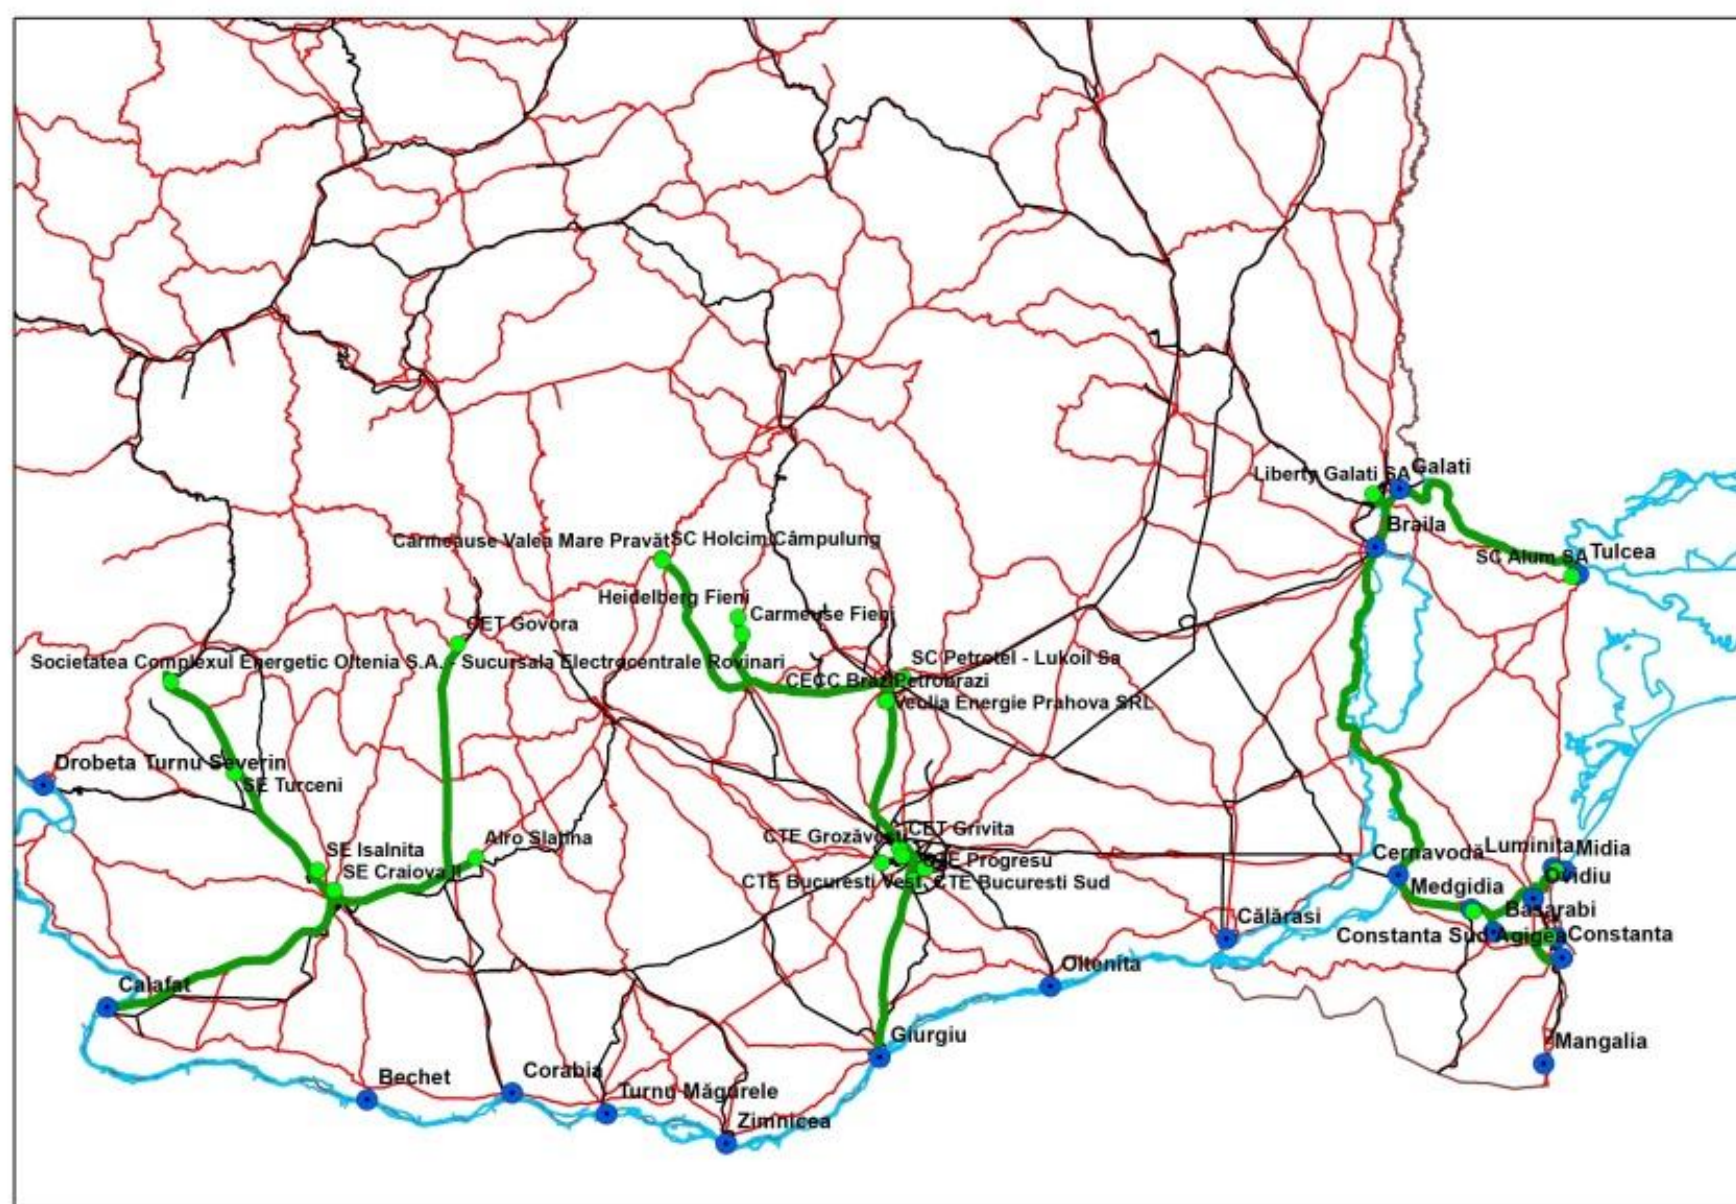 Liberty Galati SA
Galati
Braila
SC Alum SA
Tulcea
Carmeause Valea Mare Pravăt
SC Holcim Câmpulung
Heidelberg Fieni
Carmeuse Fieni
CET Govora
Societatea Complexul Energetic Oltenia S.A. - Sucursala Electrocentrale Rovinari
SC Petrotel - Lukoil Sa
CECC Brazi
Petrobrazi
Veolia Energie Prahova SRL
Drobeta Turnu Severin
SE Turceni
SE Isalnita
SE Craiova II
Alro Slatina
CTE Grozăvesti
CET Grivita
Progresu
CTE Bucuresti Vest
CTE Bucuresti Sud
Cernavodă
Luminita
Midia
Ovidiu
Medgidia
Basarabi
Constanta Sud Agigea
Constanta
Călărasi
Oltenita
Calafat
Giurgiu
Mangalia
Bechet
Corabia
Turnu Măgurele
Zimnicea